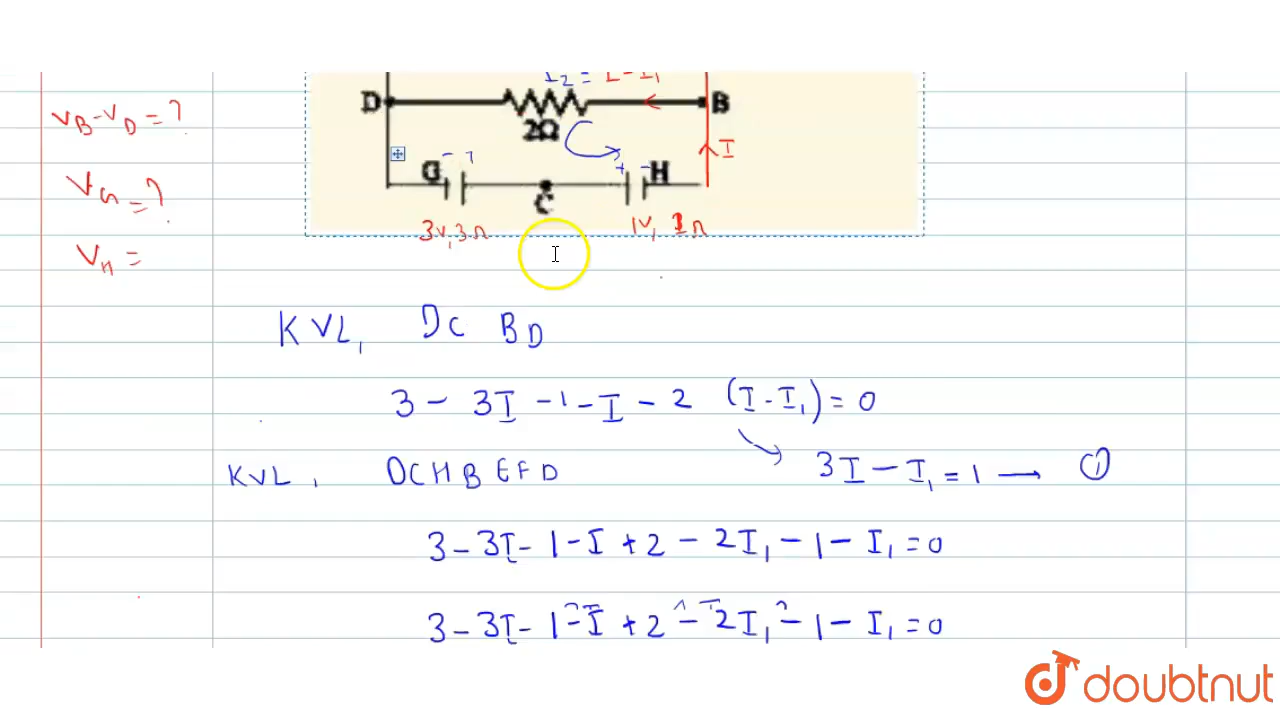 I₂ = I - I₁
D B
2Ω
I
G - + + - H
C
3V, 3Ω 1V, 1Ω
V_B - V_D = ?
V_G = ?
V_H =
KVL, DC BD
3 - 3I - 1 - I - 2 (I - I₁) = 0
3I - I₁ = 1 → ①
KVL, DCHBEFD
3 - 3I - 1 - I + 2 - 2I₁ - 1 - I₁ = 0
3 - 3I - 1 - I + 2 - 2I₁ - 1 - I₁ = 0
doubtnut